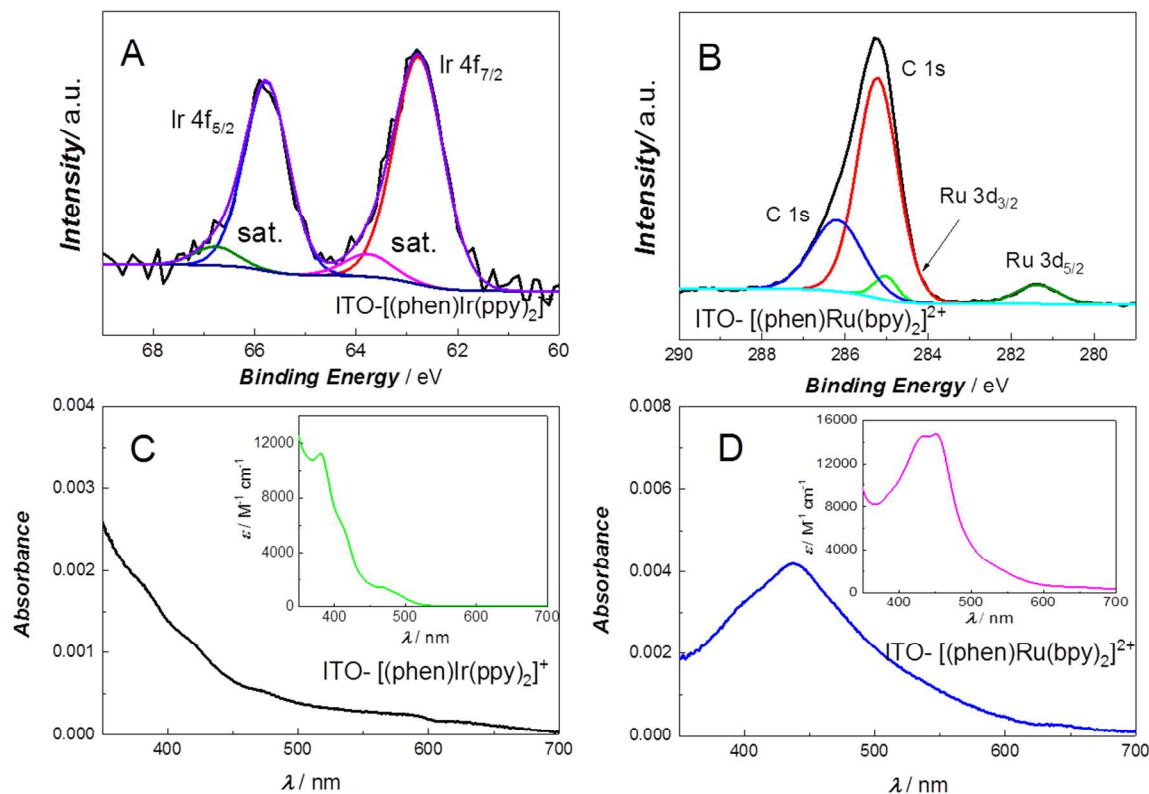 A
Ir 4f7/2
Ir 4f5/2
sat.
sat.
ITO-[(phen)Ir(ppy)2]+
Intensity/ a.u.
68 66 64 62 60
Binding Energy / eV
B
C 1s
C 1s
Ru 3d3/2
Ru 3d5/2
ITO- [(phen)Ru(bpy)2]2+
Intensity/ a.u.
290 288 286 284 282 280
Binding Energy / eV
C
0.004
0.003
0.002
0.001
0.000
Absorbance
400 500 600 700
λ / nm
12000
8000
4000
0
ε / M-1 cm-1
400 500 600 700
λ / nm
ITO- [(phen)Ir(ppy)2]+
D
0.008
0.006
0.004
0.002
0.000
Absorbance
400 500 600 700
λ / nm
16000
12000
8000
4000
0
ε/ M-1 cm-1
400 500 600 700
λ / nm
ITO- [(phen)Ru(bpy)2]2+